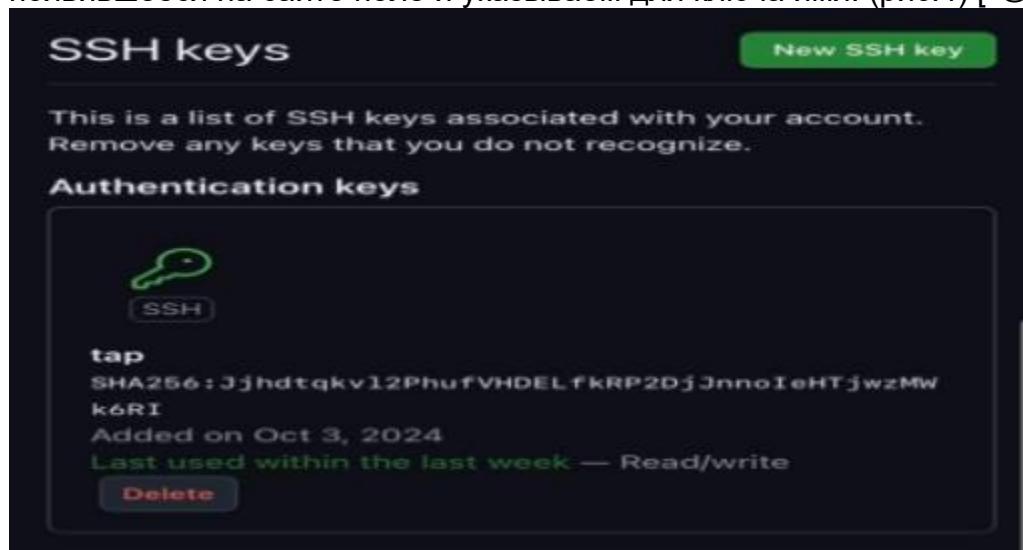 SSH keys
New SSH key
This is a list of SSH keys associated with your account.
Remove any keys that you do not recognize.
Authentication keys
SSH
tap
SHA256:Jjhdtqkvl2PhufVHDELfkRP2DjJnnoIeHTjwzMW
k6RI
Added on Oct 3, 2024
Last used within the last week — Read/write
Delete